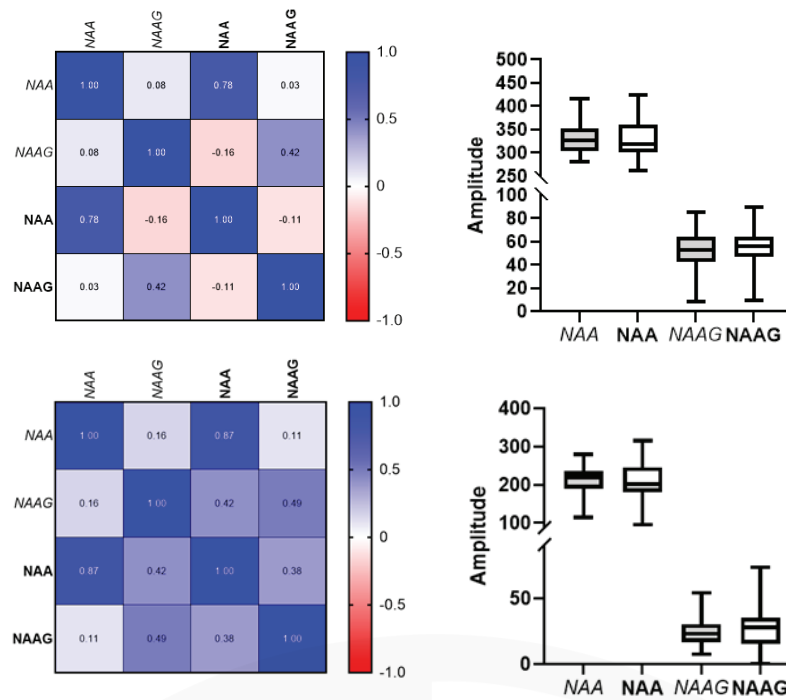 NAA NAAG NAA NAAG
NAA 1.00 0.08 0.78 0.03
NAAG 0.08 1.00 -0.16 0.42
NAA 0.78 -0.16 1.00 -0.11
NAAG 0.03 0.42 -0.11 1.00
1.0
0.5
0
-0.5
-1.0
Amplitude
500
450
400
350
300
250
100
80
60
40
20
0
NAA NAA NAAG NAAG
NAA NAAG NAA NAAG
NAA 1.00 0.16 0.87 0.11
NAAG 0.16 1.00 0.42 0.49
NAA 0.87 0.42 1.00 0.38
NAAG 0.11 0.49 0.38 1.00
1.0
0.5
0
-0.5
-1.0
Amplitude
400
300
200
100
50
0
NAA NAA NAAG NAAG